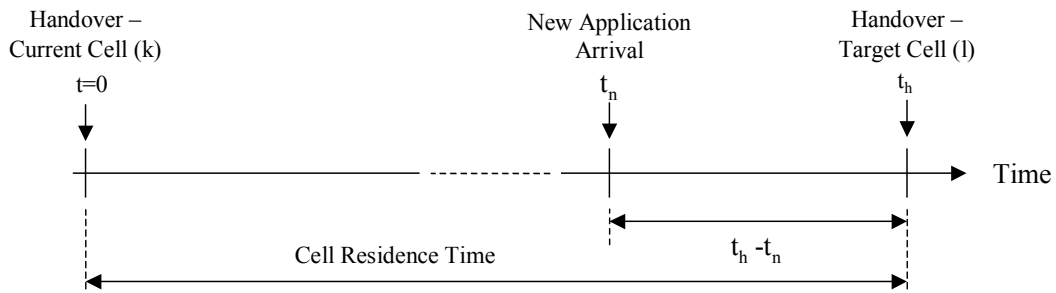 Handover –
Current Cell (k)
t=0
New Application
Arrival
tn
Handover –
Target Cell (l)
th
Time
th -tn
Cell Residence Time